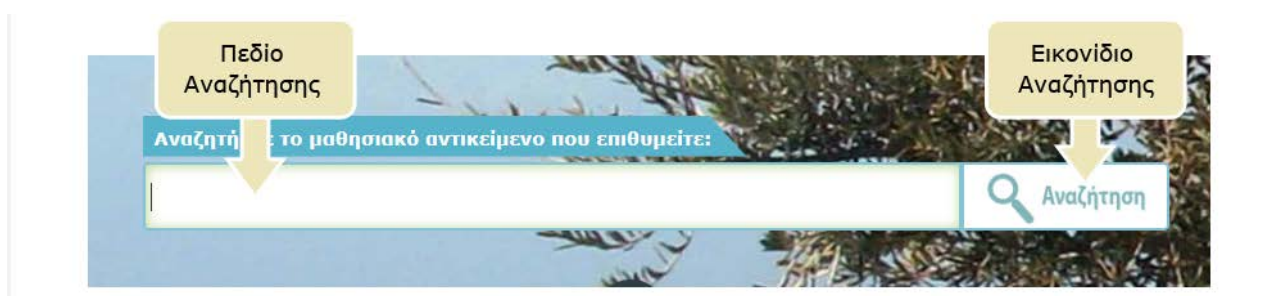 Πεδίο
Αναζήτησης
Εικονίδιο
Αναζήτησης
το μαθησιακό αντικείμενο που επιθυμείτε:
Αναζήτηση